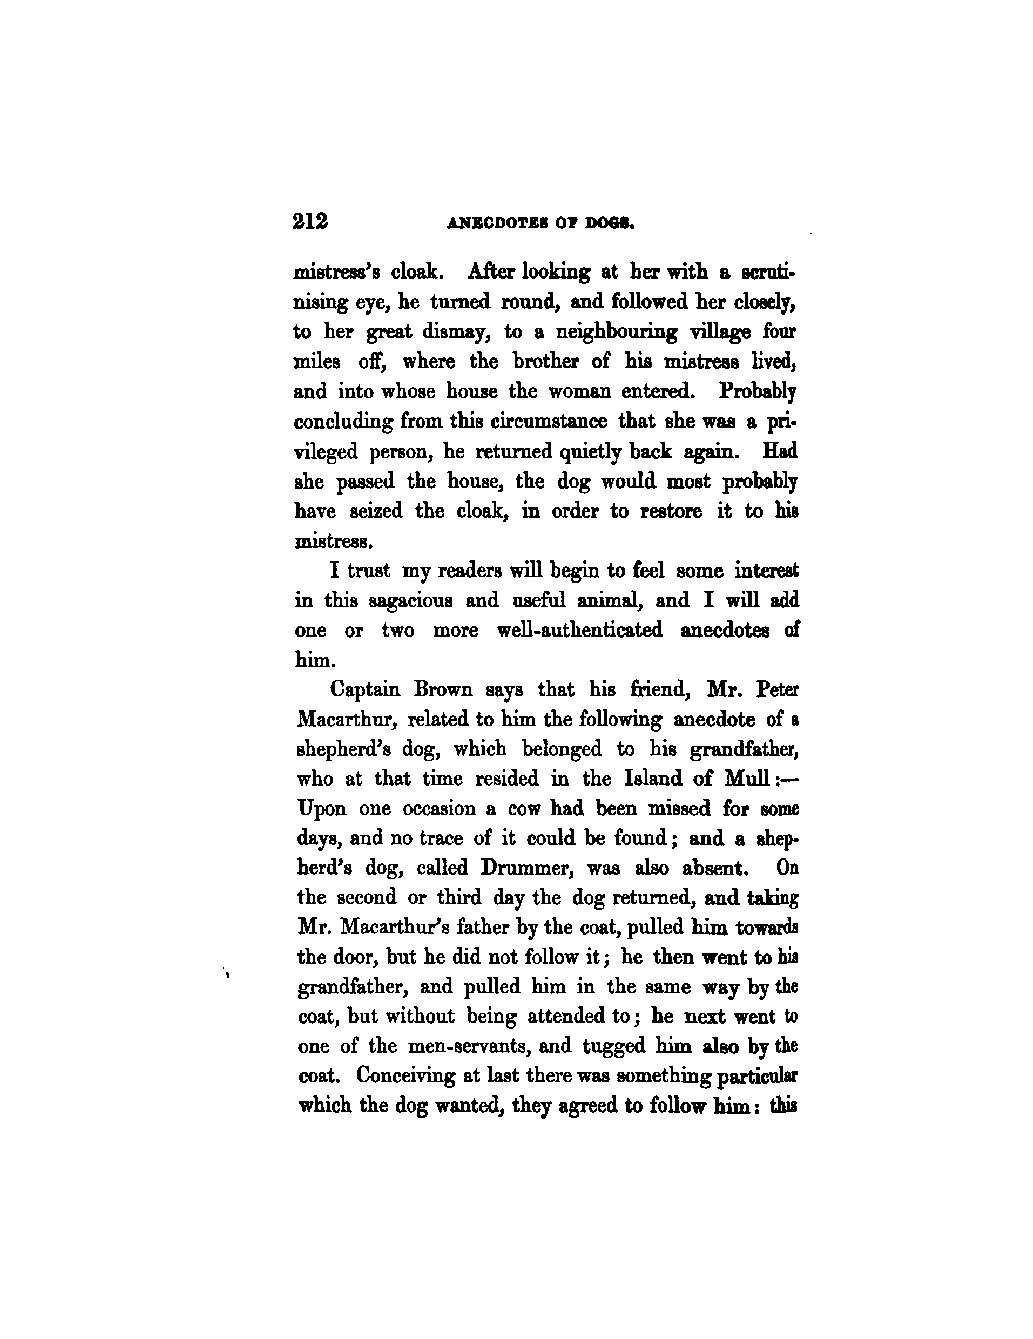 212 ANECDOTES OF DOGS.
mistress's cloak. After looking at her with a scruti-
nising eye, he turned round, and followed her closely,
to her great dismay, to a neighbouring village four
miles off, where the brother of his mistress lived,
and into whose house the woman entered. Probably
concluding from this circumstance that she was a pri-
vileged person, he returned quietly back again. Had
she passed the house, the dog would most probably
have seized the cloak, in order to restore it to his
mistress.
I trust my readers will begin to feel some interest
in this sagacious and useful animal, and I will add
one or two more well-authenticated anecdotes of
him.
Captain Brown says that his friend, Mr. Peter
Macarthur, related to him the following anecdote of a
shepherd's dog, which belonged to his grandfather,
who at that time resided in the Island of Mull:—
Upon one occasion a cow had been missed for some
days, and no trace of it could be found; and a shep-
herd's dog, called Drummer, was also absent. On
the second or third day the dog returned, and taking
Mr. Macarthur's father by the coat, pulled him towards
the door, but he did not follow it; he then went to his
grandfather, and pulled him in the same way by the
coat, but without being attended to; he next went to
one of the men-servants, and tugged him also by the
coat. Conceiving at last there was something particular
which the dog wanted, they agreed to follow him: this